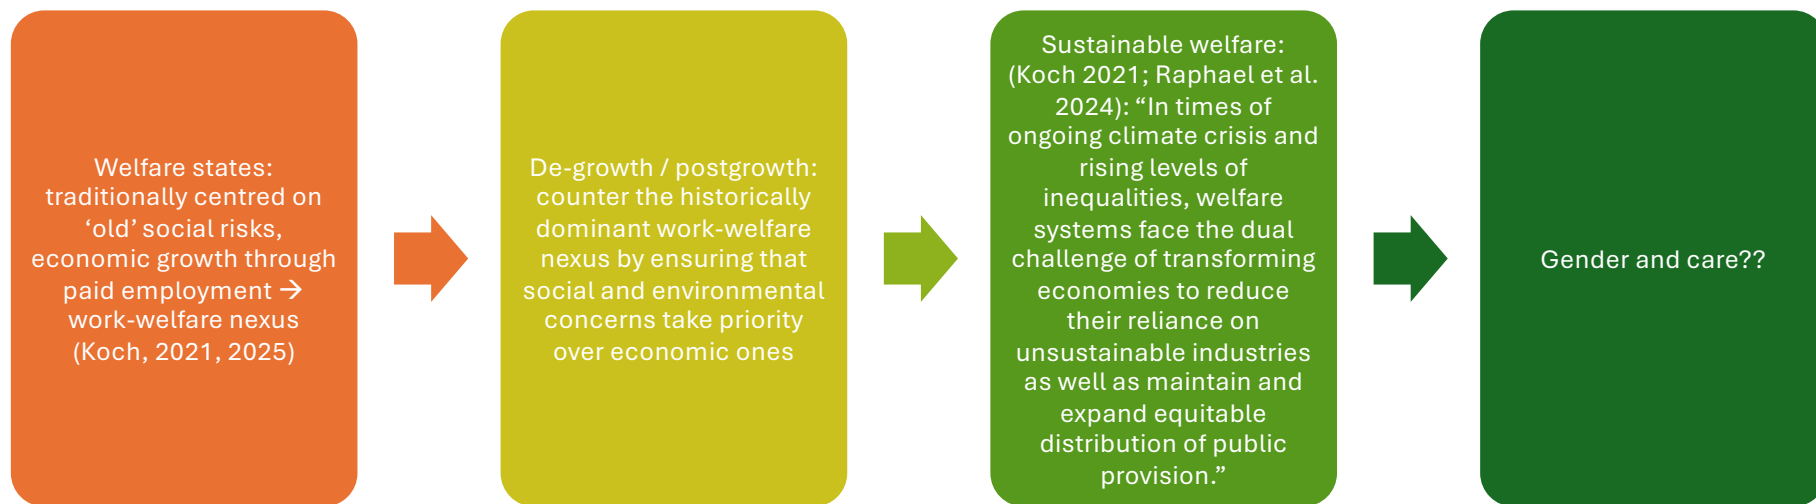 Welfare states:
traditionally centred on
‘old’ social risks,
economic growth through
paid employment →
work-welfare nexus
(Koch, 2021, 2025)
De-growth / postgrowth:
counter the historically
dominant work-welfare
nexus by ensuring that
social and environmental
concerns take priority
over economic ones
Sustainable welfare:
(Koch 2021; Raphael et al.
2024): “In times of
ongoing climate crisis and
rising levels of
inequalities, welfare
systems face the dual
challenge of transforming
economies to reduce
their reliance on
unsustainable industries
as well as maintain and
expand equitable
distribution of public
provision.”
Gender and care??